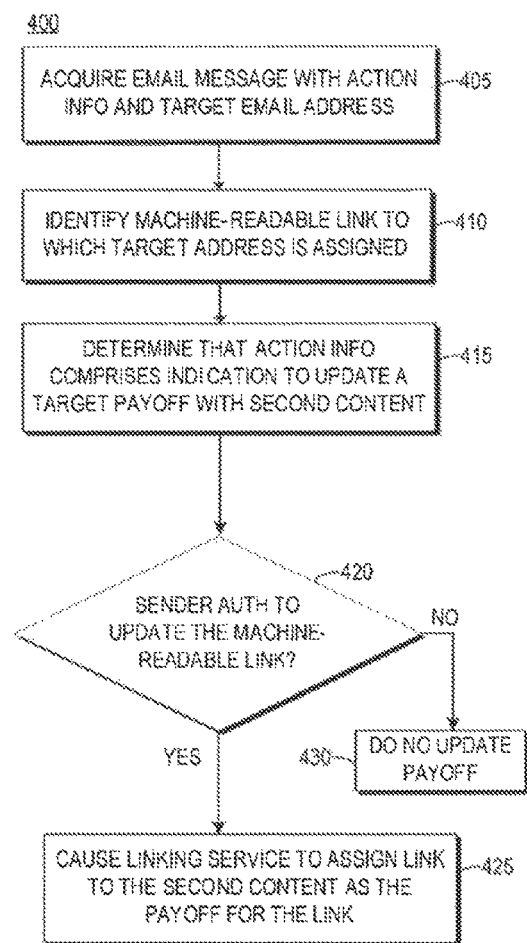 400
ACQUIRE EMAIL MESSAGE WITH ACTION
INFO AND TARGET EMAIL ADDRESS
405
IDENTIFY MACHINE-READABLE LINK TO
WHICH TARGET ADDRESS IS ASSIGNED
410
DETERMINE THAT ACTION INFO
COMPRISES INDICATION TO UPDATE A
TARGET PAYOFF WITH SECOND CONTENT
415
420
SENDER AUTH TO
UPDATE THE MACHINE-
READABLE LINK?
NO
YES
430
DO NO UPDATE
PAYOFF
CAUSE LINKING SERVICE TO ASSIGN LINK
TO THE SECOND CONTENT AS THE
PAYOFF FOR THE LINK
425